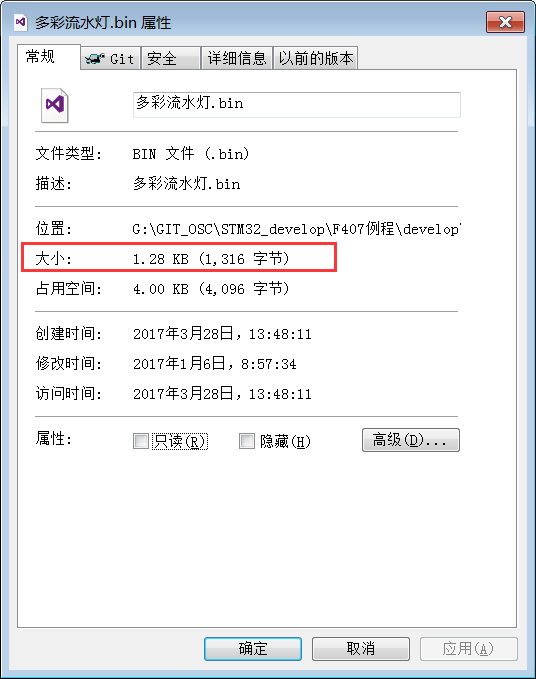 多彩流水灯.bin 属性
常规 Git 安全 详细信息 以前的版本
多彩流水灯.bin
文件类型: BIN 文件 (.bin)
描述: 多彩流水灯.bin
位置: G:\GIT_OSC\STM32_develop\F407例程\develop\
大小: 1.28 KB (1,316 字节)
占用空间: 4.00 KB (4,096 字节)
创建时间: 2017年3月28日, 13:48:11
修改时间: 2017年1月6日, 8:57:34
访问时间: 2017年3月28日, 13:48:11
属性: 只读(R) 隐藏(H) 高级(D)...
确定 取消 应用(A)